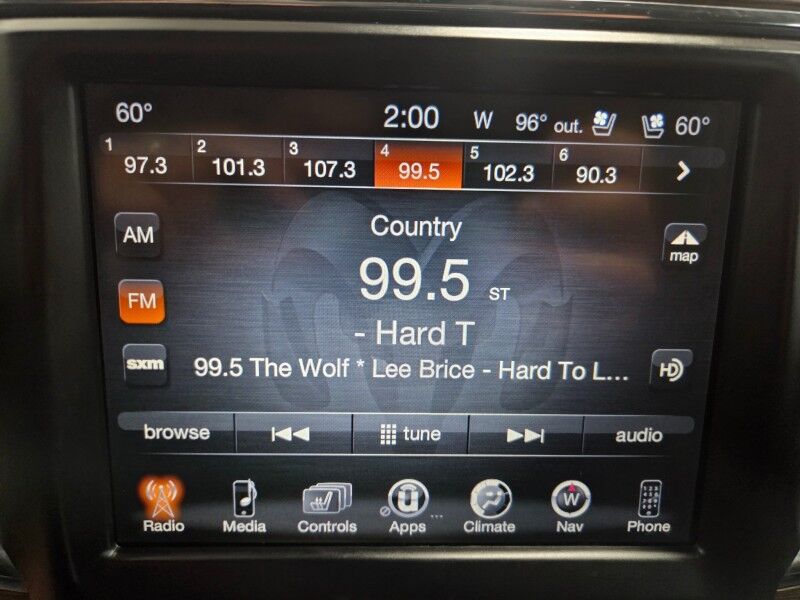 60° 2:00 W 96° out. 60°
1 97.3 2 101.3 3 107.3 4 99.5 5 102.3 6 90.3 >
AM
Country
map
99.5 ST
FM
- Hard T
sxm
99.5 The Wolf * Lee Brice - Hard To L...
HD
browse tune audio
Radio Media Controls Apps ... Climate W Nav Phone